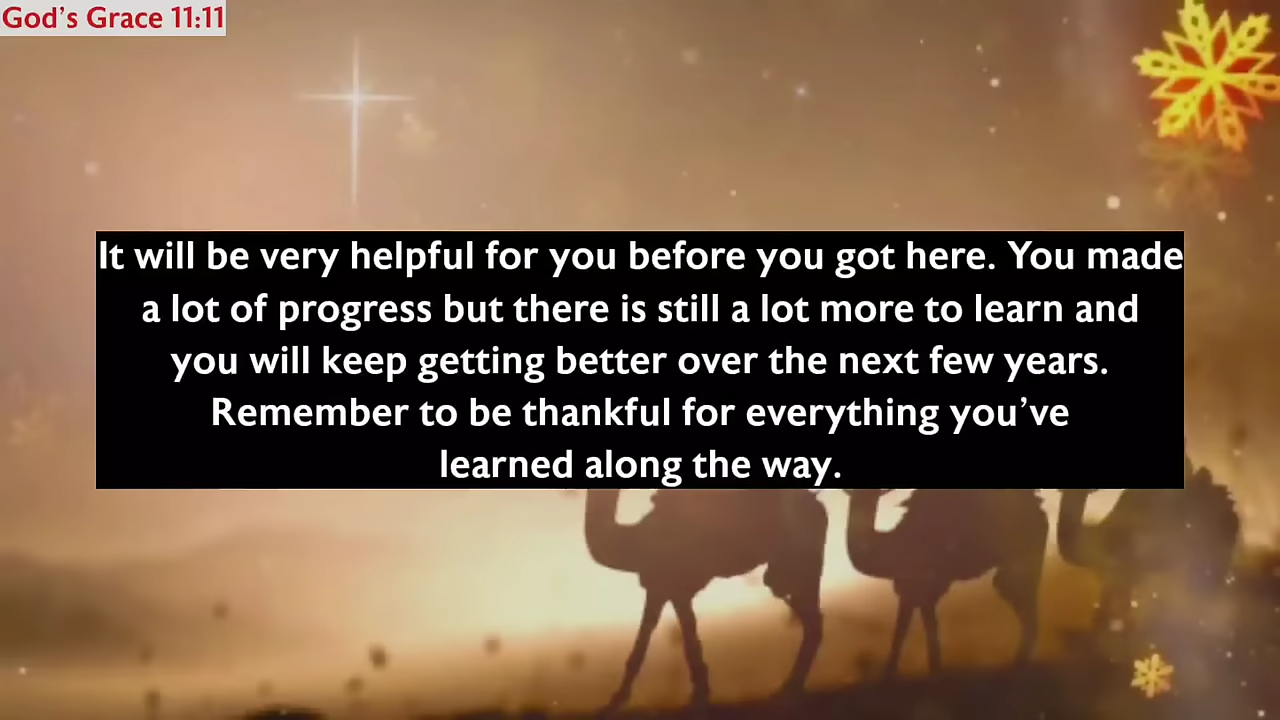 God's Grace 11:11
It will be very helpful for you before you got here. You made
a lot of progress but there is still a lot more to learn and
you will keep getting better over the next few years.
Remember to be thankful for everything you've
learned along the way.